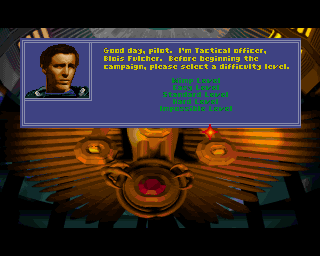 Good day, pilot. I'm Tactical officer,
Blois Fulcher. Before beginning the
campaign, please select a difficulty level.
Wimp Level
Easy Level
Standard Level
Hard Level
Impossible Level